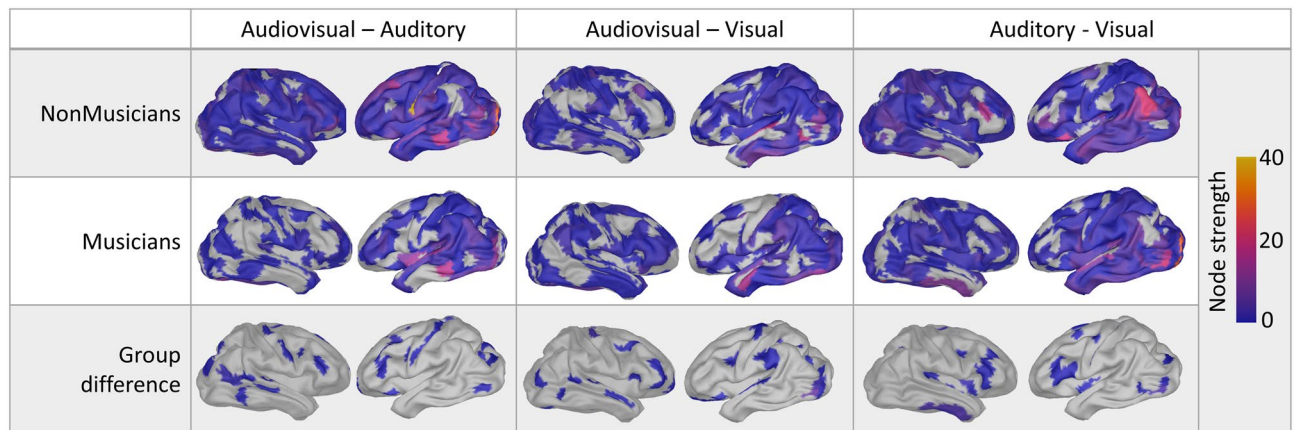 Audiovisual – Auditory
Audiovisual – Visual
Auditory - Visual
NonMusicians
Musicians
Group
difference
Node strength
40
20
0